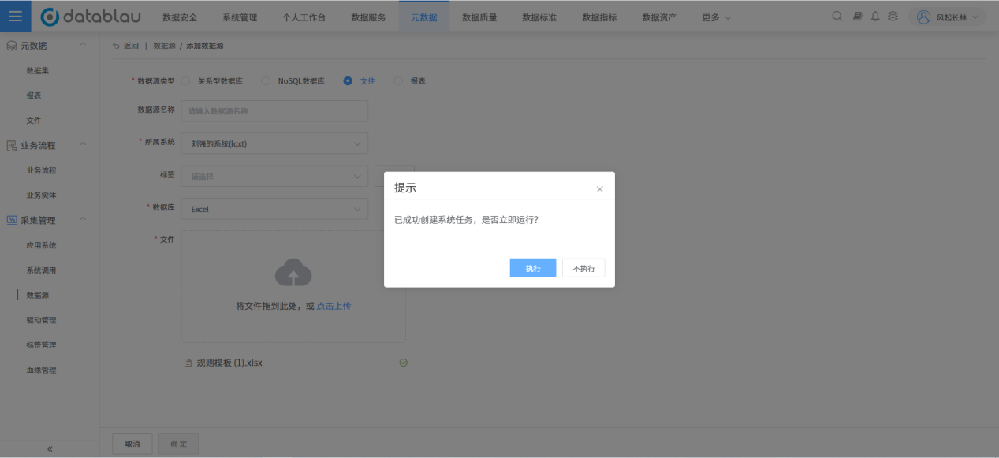 datablau 数据安全 系统管理 个人工作台 数据服务 元数据 数据质量 数据标准 数据指标 数据资产 更多 风起长林
元数据
数据集
报表
文件
业务流程
业务流程
业务实体
采集管理
应用系统
系统调用
数据源
驱动管理
标签管理
血缘管理
返回 | 数据源 / 添加数据源
* 数据源类型 关系型数据库 NoSQL数据库 文件 报表
数据源名称 请输入数据源名称
* 所属系统 刘强的系统(lqxt)
标签 请选择
* 数据库 Excel
* 文件
将文件拖到此处，或 点击上传
规则模板 (1).xlsx
取消 确 定
提示
已成功创建系统任务，是否立即运行?
执行 不执行